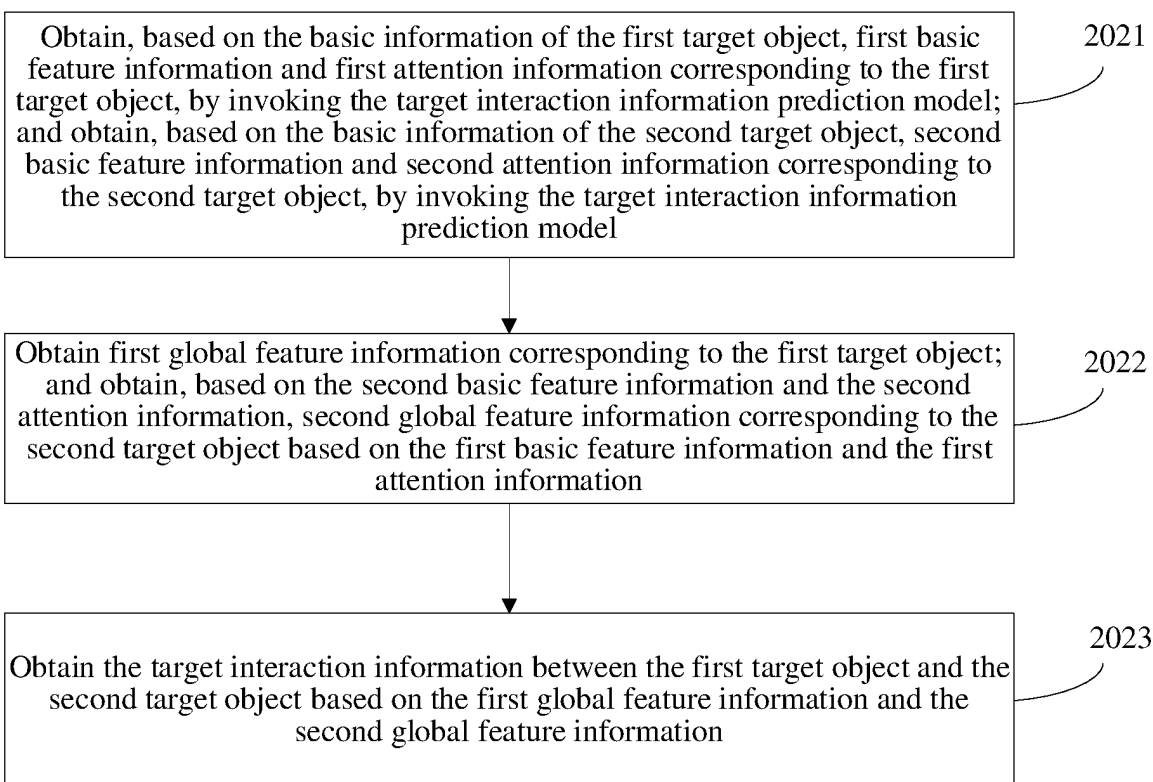 Obtain, based on the basic information of the first target object, first basic
feature information and first attention information corresponding to the first
target object, by invoking the target interaction information prediction model;
and obtain, based on the basic information of the second target object, second
basic feature information and second attention information corresponding to
the second target object, by invoking the target interaction information
prediction model
2021
Obtain first global feature information corresponding to the first target object;
and obtain, based on the second basic feature information and the second
attention information, second global feature information corresponding to the
second target object based on the first basic feature information and the first
attention information
2022
Obtain the target interaction information between the first target object and the
second target object based on the first global feature information and the
second global feature information
2023